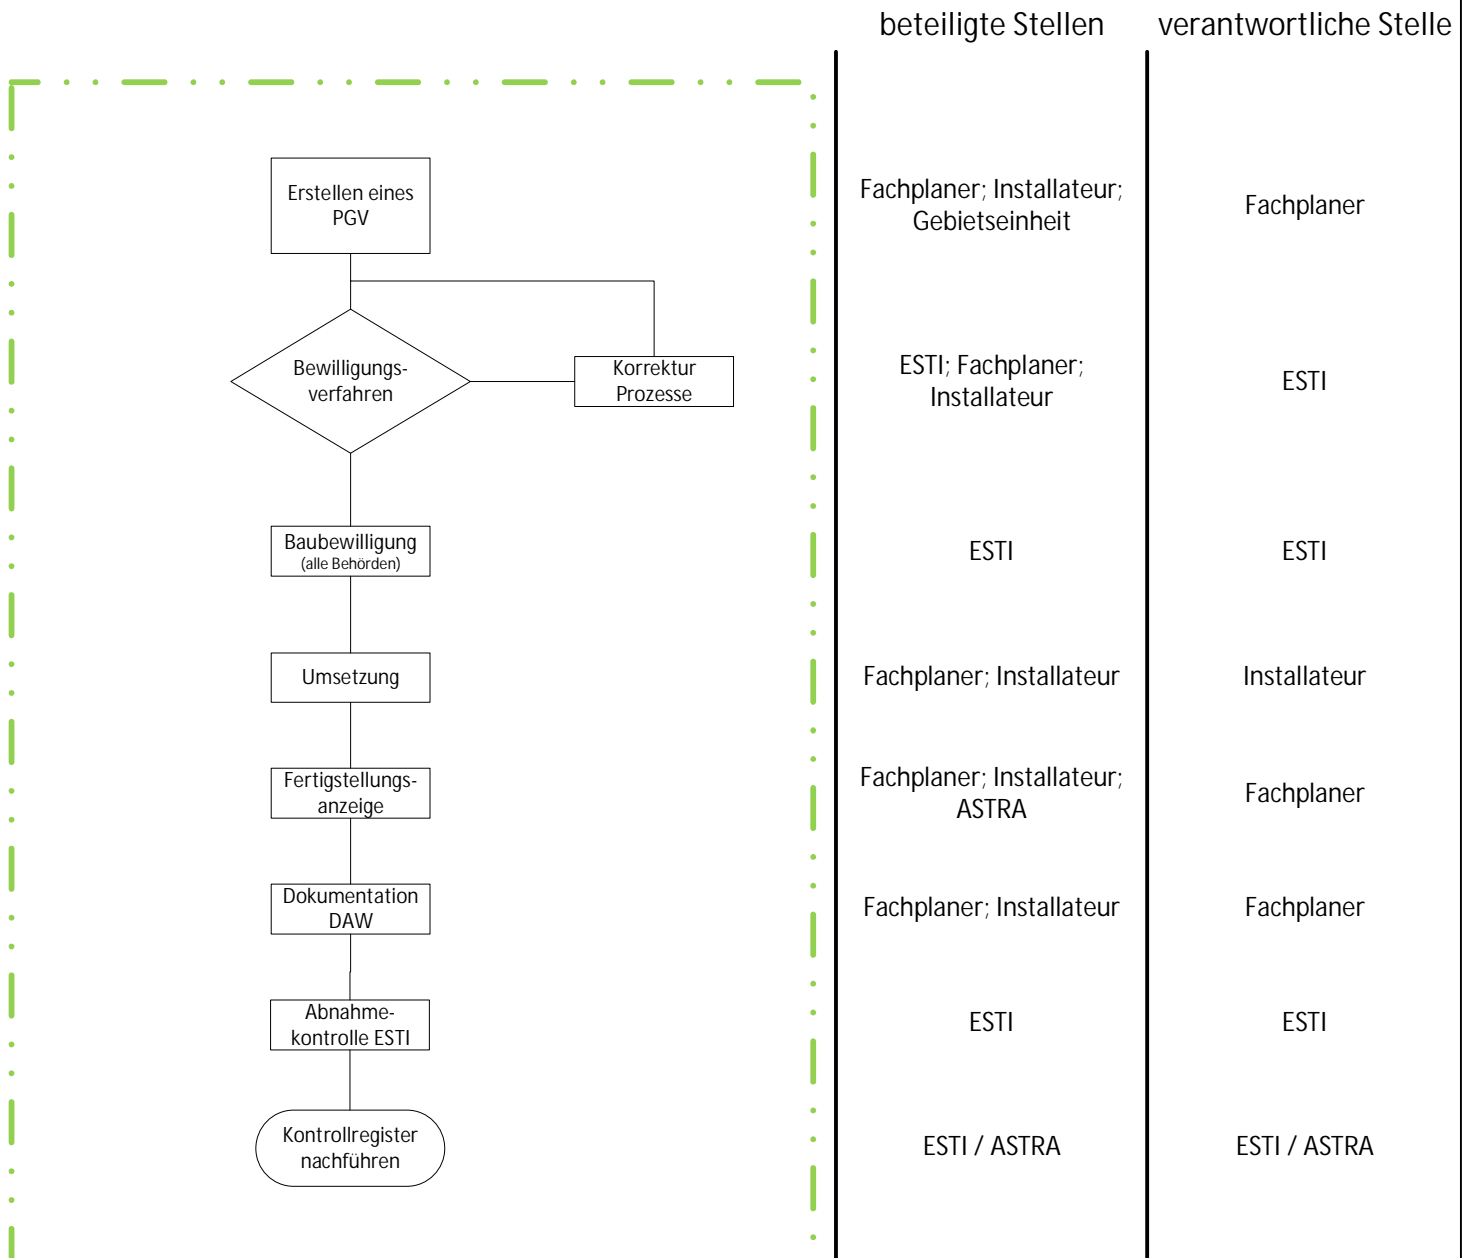 beteiligte Stellen
verantwortliche Stelle
Erstellen eines
PGV
Fachplaner; Installateur;
Gebietseinheit
Fachplaner
Bewilligungs-
verfahren
Korrektur
Prozesse
ESTI; Fachplaner;
Installateur
ESTI
Baubewilligung
(alle Behörden)
ESTI
ESTI
Umsetzung
Fachplaner; Installateur
Installateur
Fertigstellungs-
anzeige
Fachplaner; Installateur;
ASTRA
Fachplaner
Dokumentation
DAW
Fachplaner; Installateur
Fachplaner
Abnahme-
kontrolle ESTI
ESTI
ESTI
Kontrollregister
nachführen
ESTI / ASTRA
ESTI / ASTRA